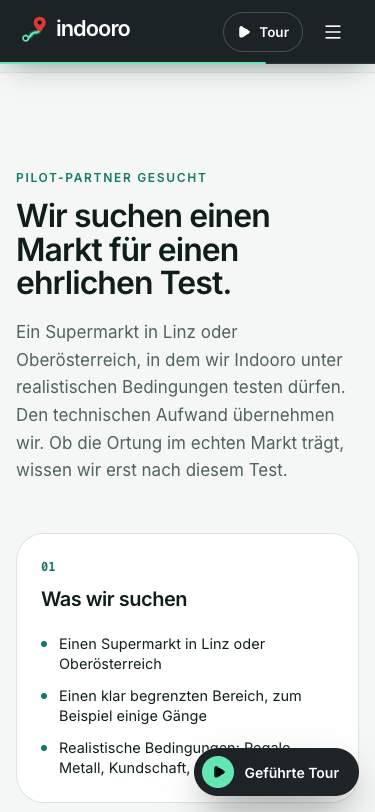 indooro
Tour
PILOT-PARTNER GESUCHT
Wir suchen einen
Markt für einen
ehrlichen Test.
Ein Supermarkt in Linz oder
Oberösterreich, in dem wir Indooro unter
realistischen Bedingungen testen dürfen.
Den technischen Aufwand übernehmen
wir. Ob die Ortung im echten Markt trägt,
wissen wir erst nach diesem Test.
01
Was wir suchen
Einen Supermarkt in Linz oder
Oberösterreich
Einen klar begrenzten Bereich, zum
Beispiel einige Gänge
Realistische Bedingungen: Regale,
Metall, Kundschaft,
Geführte Tour